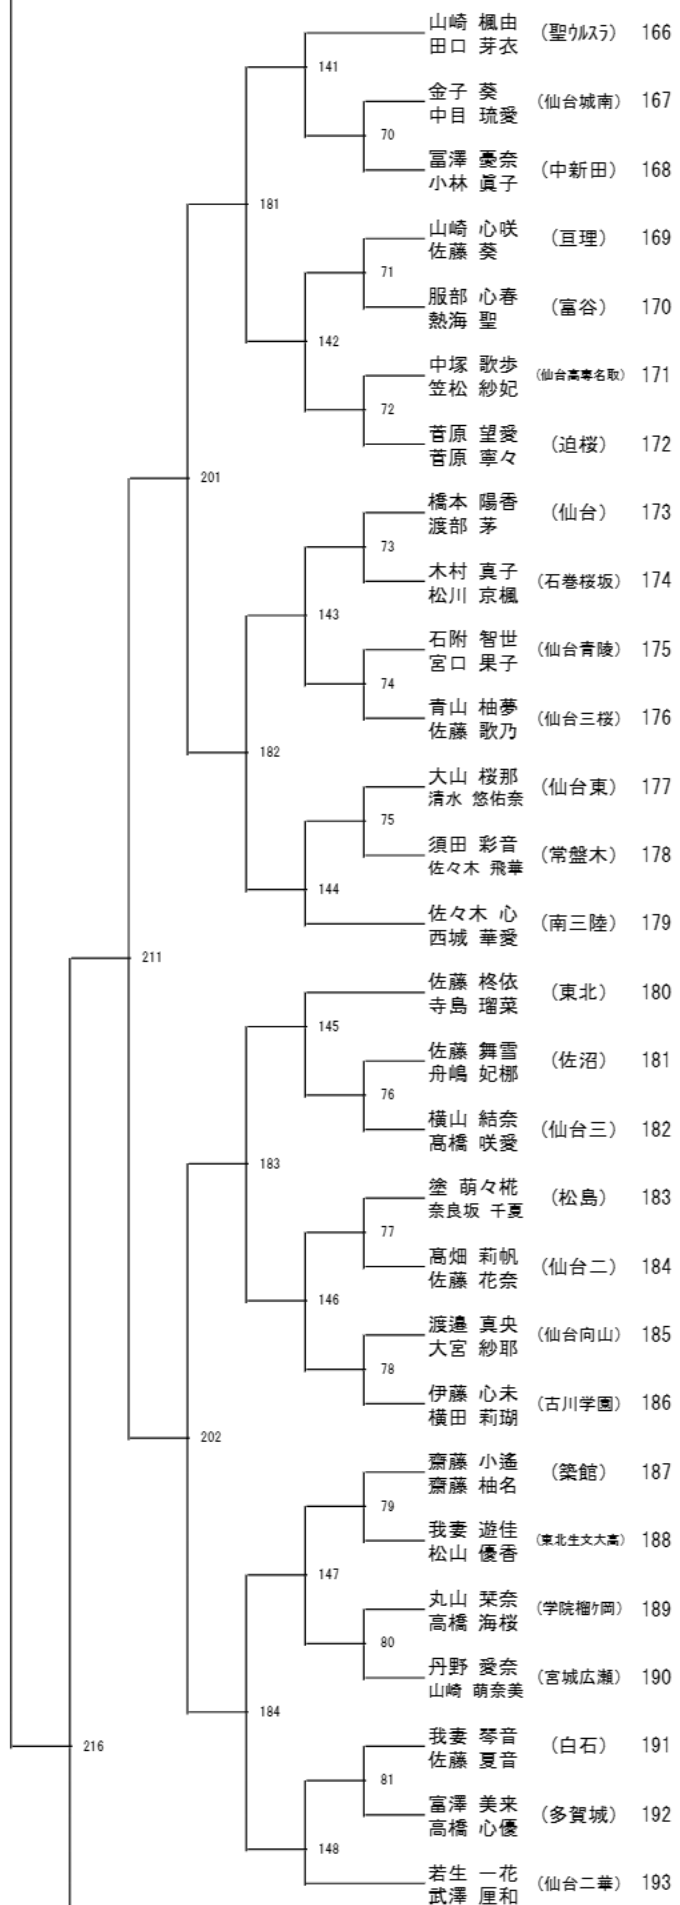 山崎 楓由
田口 芽衣
(聖ウルスラ) 166
141
金子 葵
中目 琉愛
(仙台城南) 167
70
冨澤 憂奈
小林 眞子
(中新田) 168
181
山崎 心咲
佐藤 葵
(亘理) 169
71
服部 心春
熱海 聖
(富谷) 170
142
中塚 歌歩
笠松 紗妃
(仙台高専名取) 171
72
菅原 望愛
菅原 寧々
(迫桜) 172
201
橋本 陽香
渡部 茅
(仙台) 173
73
木村 真子
松川 京楓
(石巻桜坂) 174
143
石附 智世
宮口 果子
(仙台青陵) 175
74
青山 柚夢
佐藤 歌乃
(仙台三桜) 176
182
大山 桜那
清水 悠佑奈
(仙台東) 177
75
須田 彩音
佐々木 飛華
(常盤木) 178
144
佐々木 心
西城 華愛
(南三陸) 179
211
佐藤 柊依
寺島 瑠菜
(東北) 180
145
佐藤 舞雪
舟嶋 妃梛
(佐沼) 181
76
横山 結奈
髙橋 咲愛
(仙台三) 182
183
塗 萌々椛
奈良坂 千夏
(松島) 183
77
髙畑 莉帆
佐藤 花奈
(仙台二) 184
146
渡邉 真央
大宮 紗耶
(仙台向山) 185
78
伊藤 心未
横田 莉瑚
(古川学園) 186
202
齋藤 小遙
齋藤 柚名
(築館) 187
79
我妻 遊佳
松山 優香
(東北生文大高) 188
147
丸山 栞奈
高橋 海桜
(学院榴ケ岡) 189
80
丹野 愛奈
山崎 萌奈美
(宮城広瀬) 190
184
我妻 琴音
佐藤 夏音
(白石) 191
216
81
富澤 美来
高橋 心優
(多賀城) 192
148
若生 一花
武澤 厘和
(仙台二華) 193